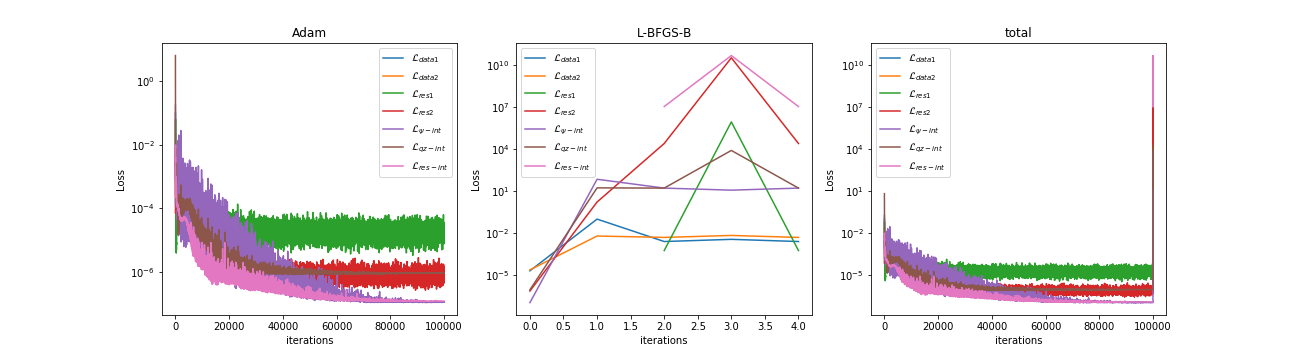 Adam
Loss
10⁰
10⁻²
10⁻⁴
10⁻⁶
ℒ_data1
ℒ_data2
ℒ_res1
ℒ_res2
ℒ_Ψ−int
ℒ_qz−int
ℒ_res−int
0 20000 40000 60000 80000 100000
iterations
L-BFGS-B
Loss
10¹⁰
10⁷
10⁴
10¹
10⁻²
10⁻⁵
ℒ_data1
ℒ_data2
ℒ_res1
ℒ_res2
ℒ_Ψ−int
ℒ_qz−int
ℒ_res−int
0.0 0.5 1.0 1.5 2.0 2.5 3.0 3.5 4.0
iterations
total
Loss
10¹⁰
10⁷
10⁴
10¹
10⁻²
10⁻⁵
ℒ_data1
ℒ_data2
ℒ_res1
ℒ_res2
ℒ_Ψ−int
ℒ_qz−int
ℒ_res−int
0 20000 40000 60000 80000 100000
iterations